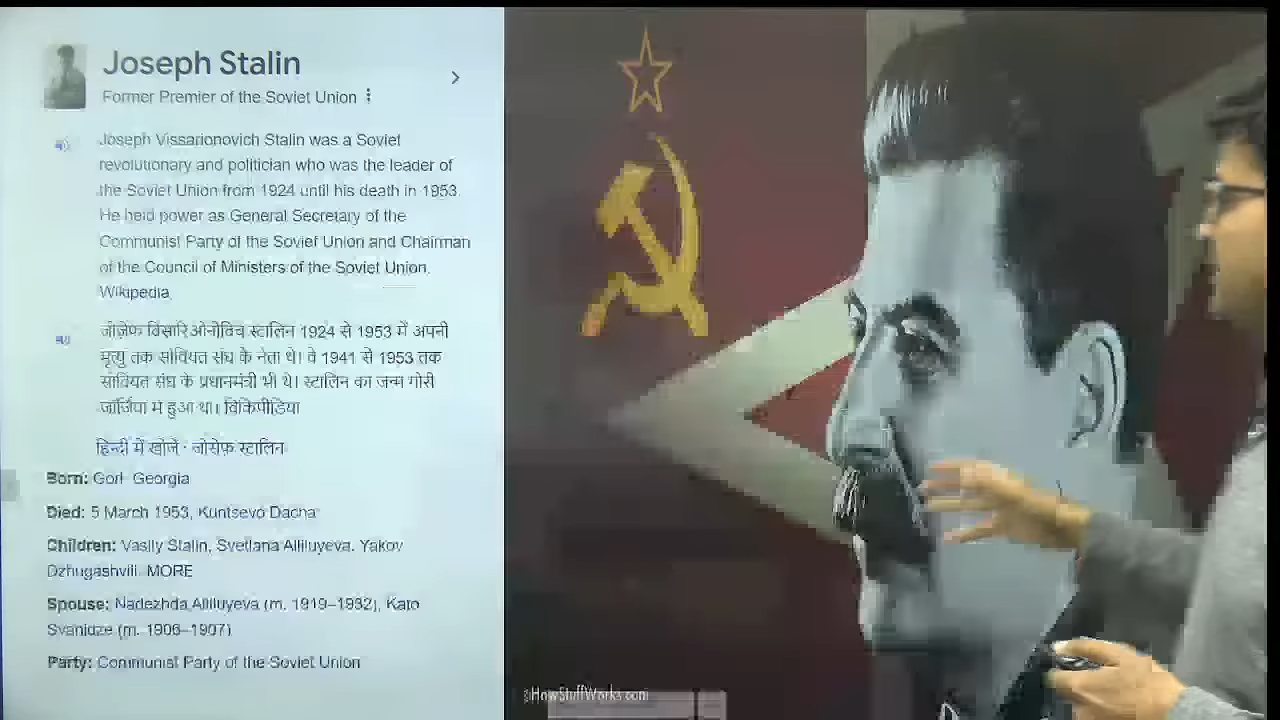 Joseph Stalin
Former Premier of the Soviet Union
Joseph Vissarionovich Stalin was a Soviet
revolutionary and politician who was the leader of
the Soviet Union from 1924 until his death in 1953.
He held power as General Secretary of the
Communist Party of the Soviet Union and Chairman
of the Council of Ministers of the Soviet Union.
Wikipedia
जोज़ेफ विसारिओनोविच स्टालिन 1924 से 1953 में अपनी
मृत्यु तक सोवियत संघ के नेता थे। वे 1941 से 1953 तक
सोवियत संघ के प्रधानमंत्री भी थे। स्टालिन का जन्म गोरी
जॉर्जिया में हुआ था। विकिपीडिया
हिन्दी में खोजें · जोसेफ़ स्टालिन
Born: Gori, Georgia
Died: 5 March 1953, Kuntsevo Dacha
Children: Vasily Stalin, Svetlana Alliluyeva, Yakov
Dzhugashvili MORE
Spouse: Nadezhda Alliluyeva (m. 1919–1932), Kato
Svanidze (m. 1906–1907)
Party: Communist Party of the Soviet Union
©HowStuffWorks.com